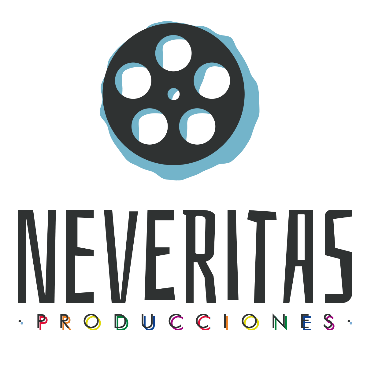 NEVERITAS
· PRODUCCIONES ·